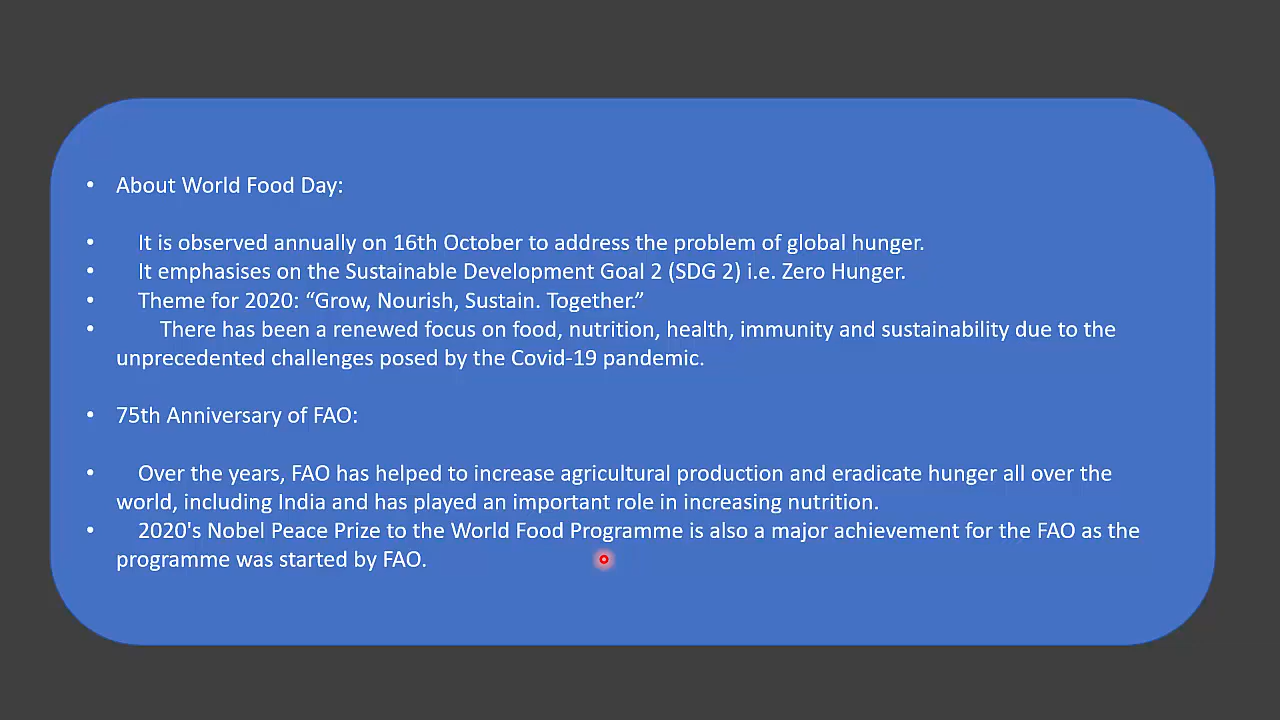 • About World Food Day:
• It is observed annually on 16th October to address the problem of global hunger.
• It emphasises on the Sustainable Development Goal 2 (SDG 2) i.e. Zero Hunger.
• Theme for 2020: “Grow, Nourish, Sustain. Together.”
• There has been a renewed focus on food, nutrition, health, immunity and sustainability due to the
unprecedented challenges posed by the Covid-19 pandemic.
• 75th Anniversary of FAO:
• Over the years, FAO has helped to increase agricultural production and eradicate hunger all over the
world, including India and has played an important role in increasing nutrition.
• 2020's Nobel Peace Prize to the World Food Programme is also a major achievement for the FAO as the
programme was started by FAO.